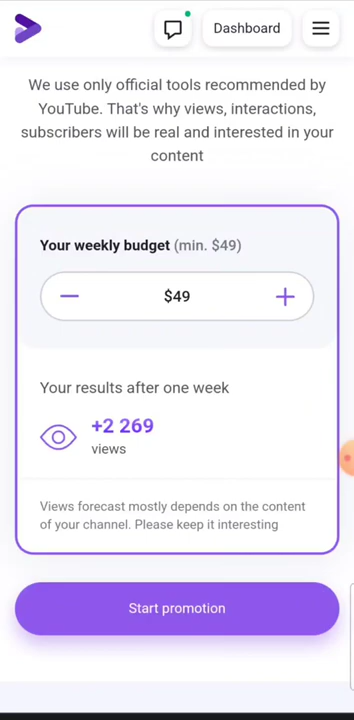 Dashboard
We use only official tools recommended by
YouTube. That's why views, interactions,
subscribers will be real and interested in your
content
Your weekly budget (min. $49)
$49
Your results after one week
+2 269
views
Views forecast mostly depends on the content
of your channel. Please keep it interesting
Start promotion